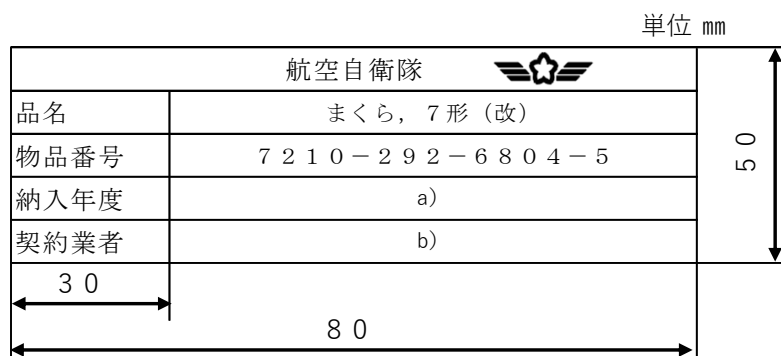 単位 ㎜
航空自衛隊
品名 まくら，７形（改）
物品番号 ７２１０－２９２－６８０４－５
納入年度 a)
契約業者 b)
５０
３０
８０